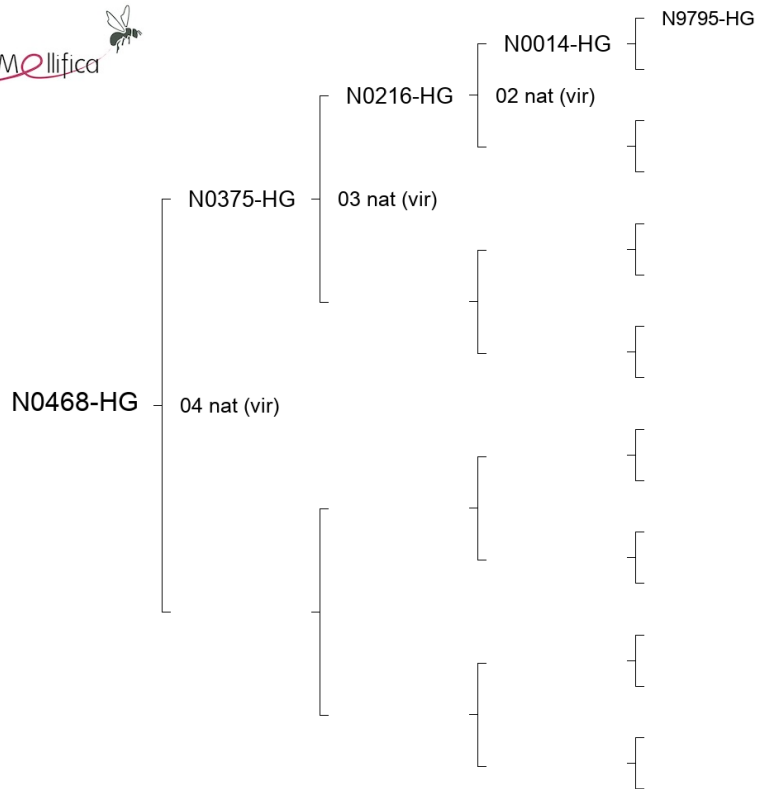 Mellifica
N9795-HG
N0014-HG
N0216-HG
02 nat (vir)
N0375-HG
03 nat (vir)
N0468-HG
04 nat (vir)